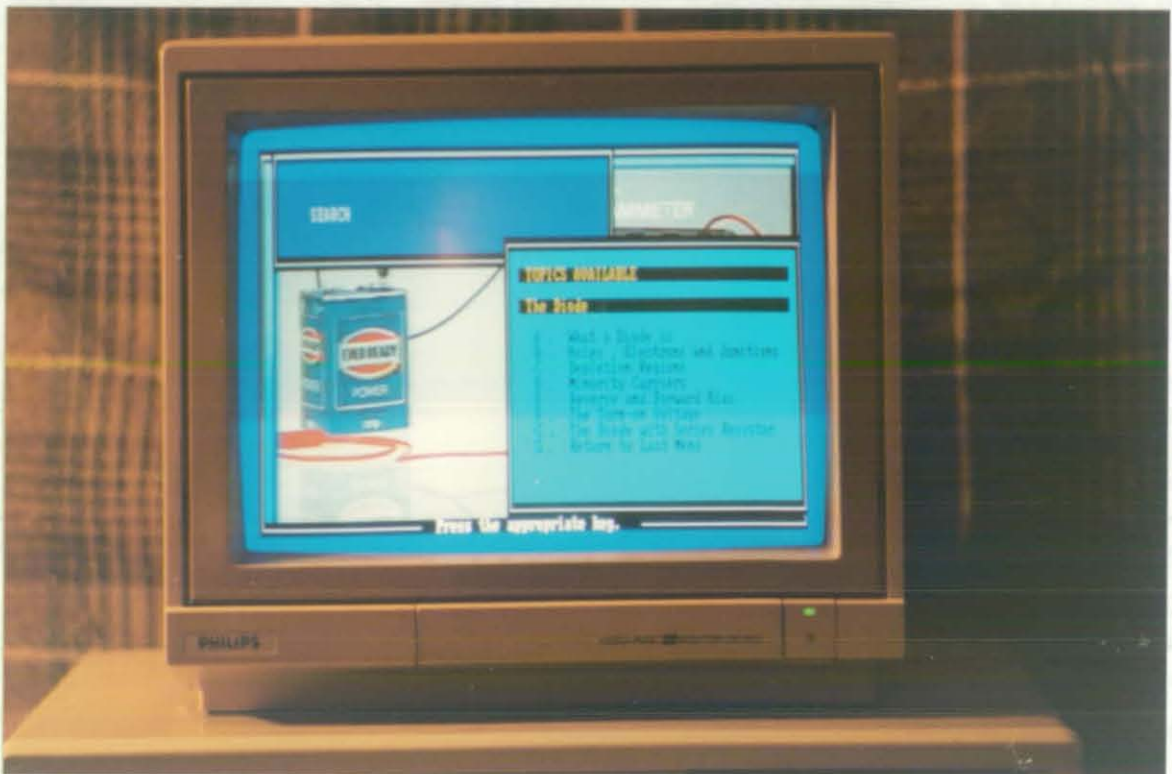 SEARCH
TOPICS AVAILABLE
The Diode
EVER READY
POWER
What a Diode is
Holes, Electrons and Junctions
Depletion Regions
Minority Carriers
Reverse and Forward Bias
The Turn-on Voltage
The Diode with Series Resistor
Return to Last Menu
Press the appropriate key.
PHILIPS